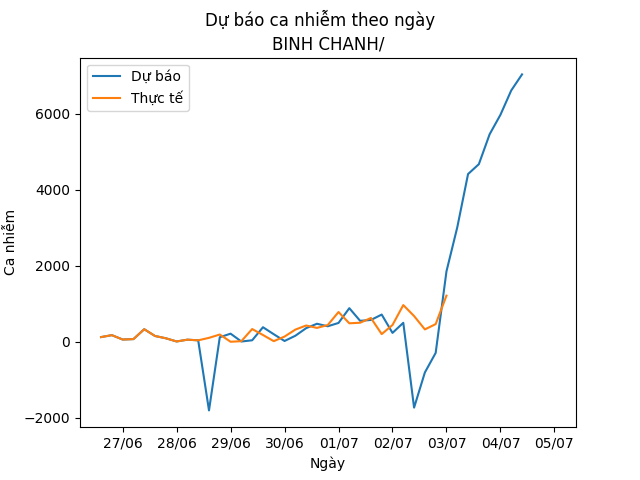 Dự báo ca nhiễm theo ngày
BINH CHANH/
Dự báo
Thực tế
Ca nhiễm
6000
4000
2000
0
−2000
27/06 28/06 29/06 30/06 01/07 02/07 03/07 04/07 05/07
Ngày